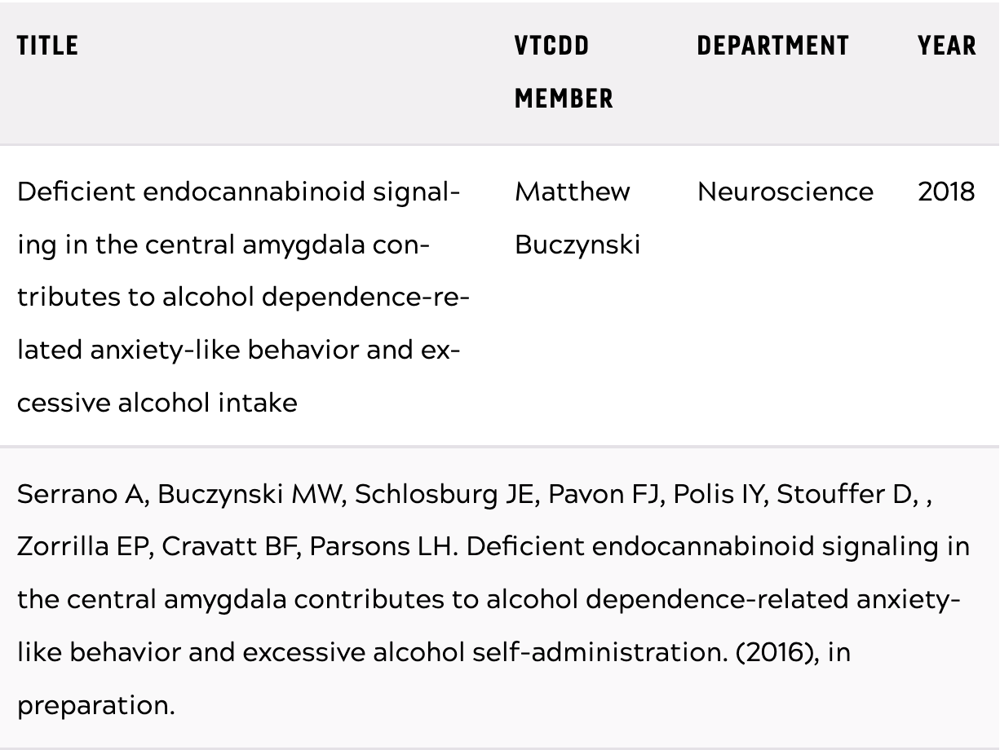 TITLE
VTCDD
MEMBER
DEPARTMENT
YEAR
Deficient endocannabinoid signal-
ing in the central amygdala con-
tributes to alcohol dependence-re-
lated anxiety-like behavior and ex-
cessive alcohol intake
Matthew
Buczynski
Neuroscience
2018
Serrano A, Buczynski MW, Schlosburg JE, Pavon FJ, Polis IY, Stouffer D, ,
Zorrilla EP, Cravatt BF, Parsons LH. Deficient endocannabinoid signaling in
the central amygdala contributes to alcohol dependence-related anxiety-
like behavior and excessive alcohol self-administration. (2016), in
preparation.